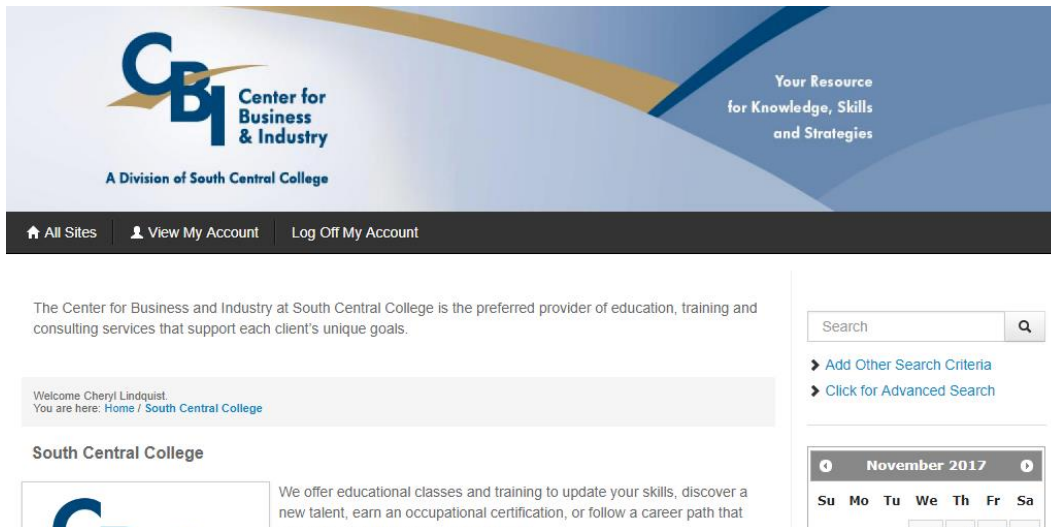 CBI
Center for
Business
& Industry
A Division of South Central College
Your Resource
for Knowledge, Skills
and Strategies
All Sites
View My Account
Log Off My Account
The Center for Business and Industry at South Central College is the preferred provider of education, training and
consulting services that support each client's unique goals.
Welcome Cheryl Lindquist.
You are here: Home / South Central College
South Central College
We offer educational classes and training to update your skills, discover a
new talent, earn an occupational certification, or follow a career path that
Search
Add Other Search Criteria
Click for Advanced Search
November 2017
Su Mo Tu We Th Fr Sa